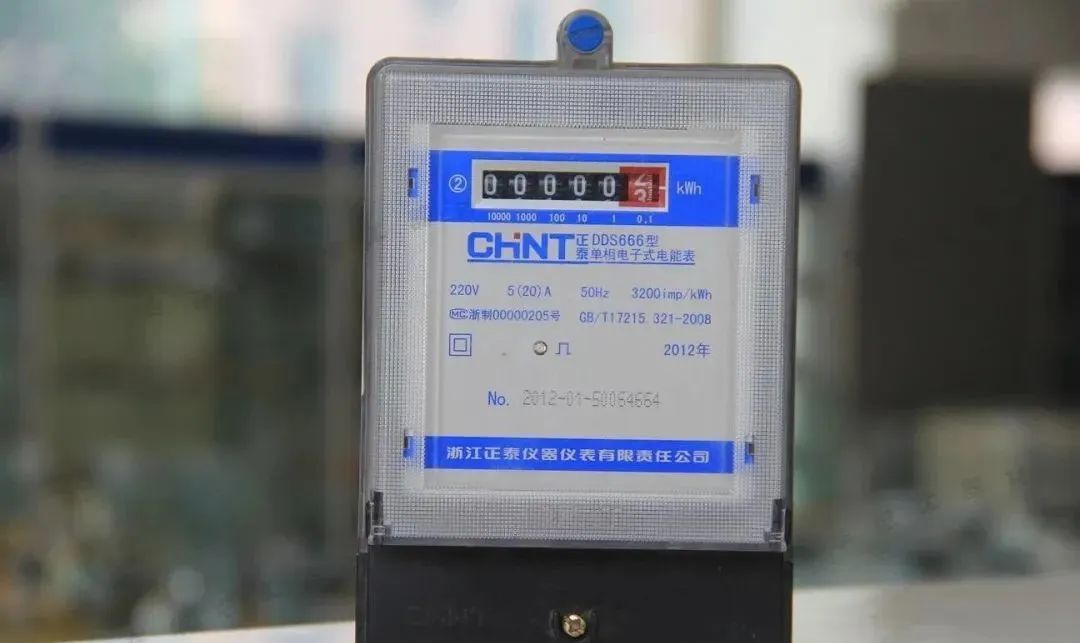 ② 00000 kWh
10000 1000 100 10 1 0.1
CHNT 正泰 DDS666型
单相电子式电能表
220V 5(20)A 50Hz 3200imp/kWh
MC 浙制00000205号 GB/T17215.321-2008
2012年
No. 2012-01-50064664
浙江正泰仪器仪表有限责任公司